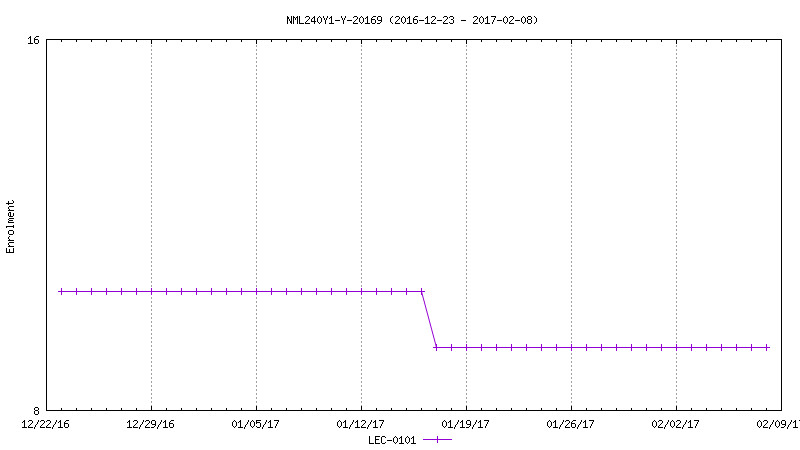 NML240Y1-Y-20169 (2016-12-23 - 2017-02-08)
16
Enrolment
8
12/22/16 12/29/16 01/05/17 01/12/17 01/19/17 01/26/17 02/02/17 02/09/1
LEC-0101